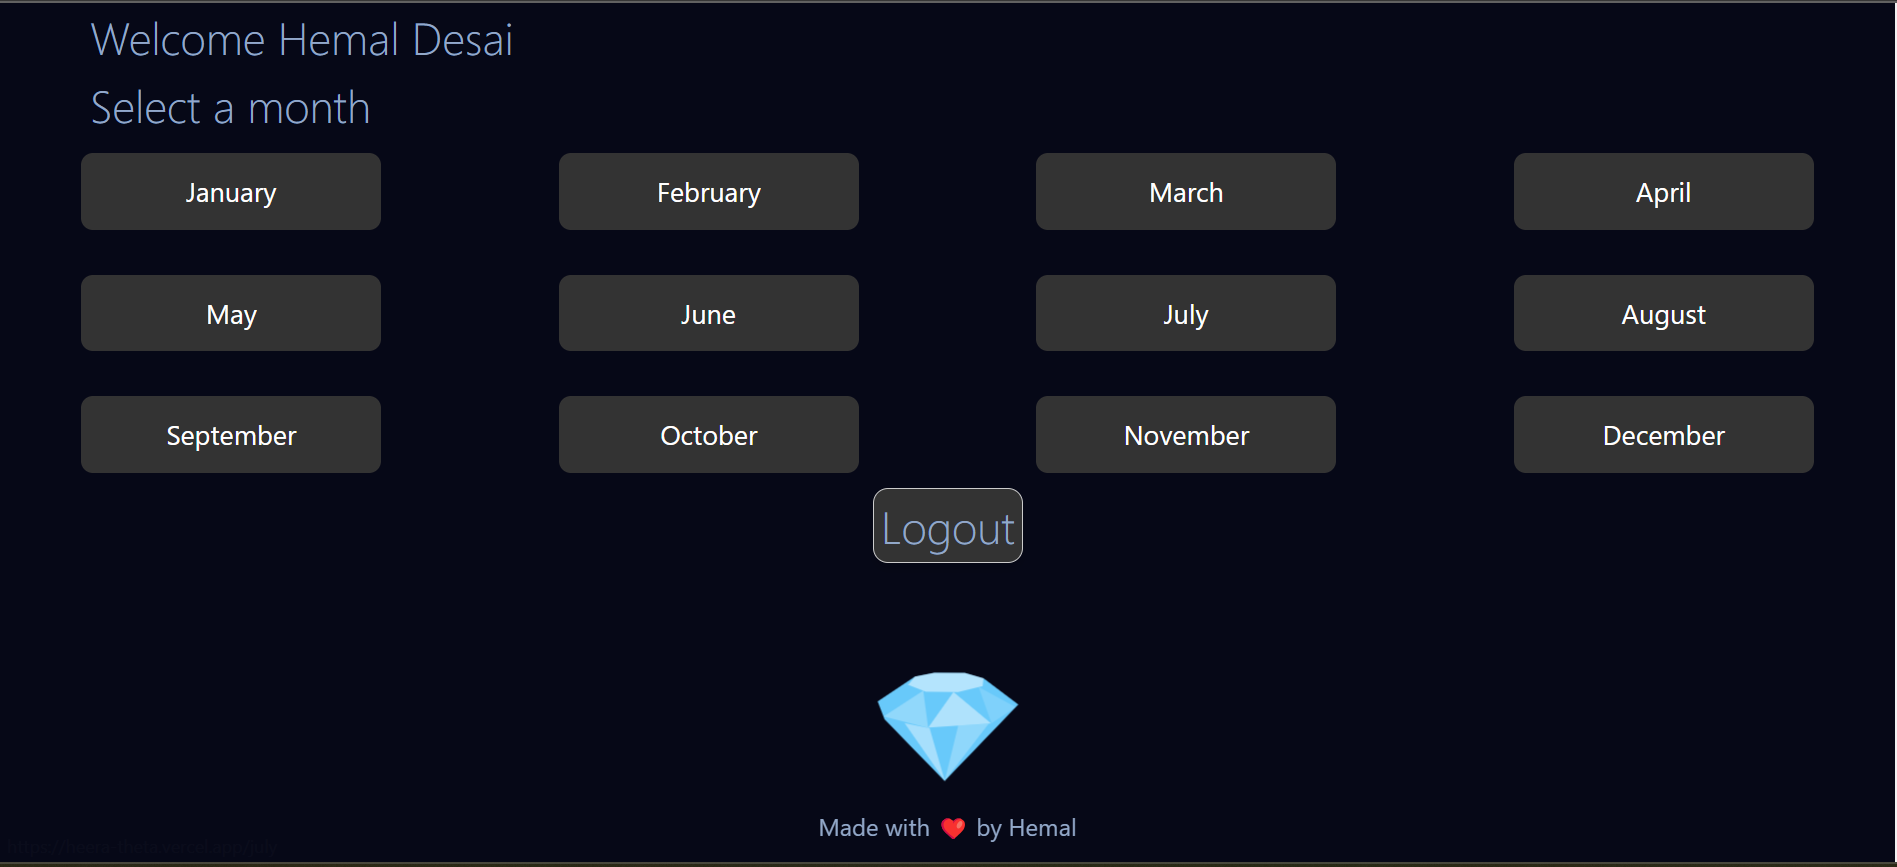 Welcome Hemal Desai
Select a month
January February March April
May June July August
September October November December
Logout
Made with ❤️ by Hemal